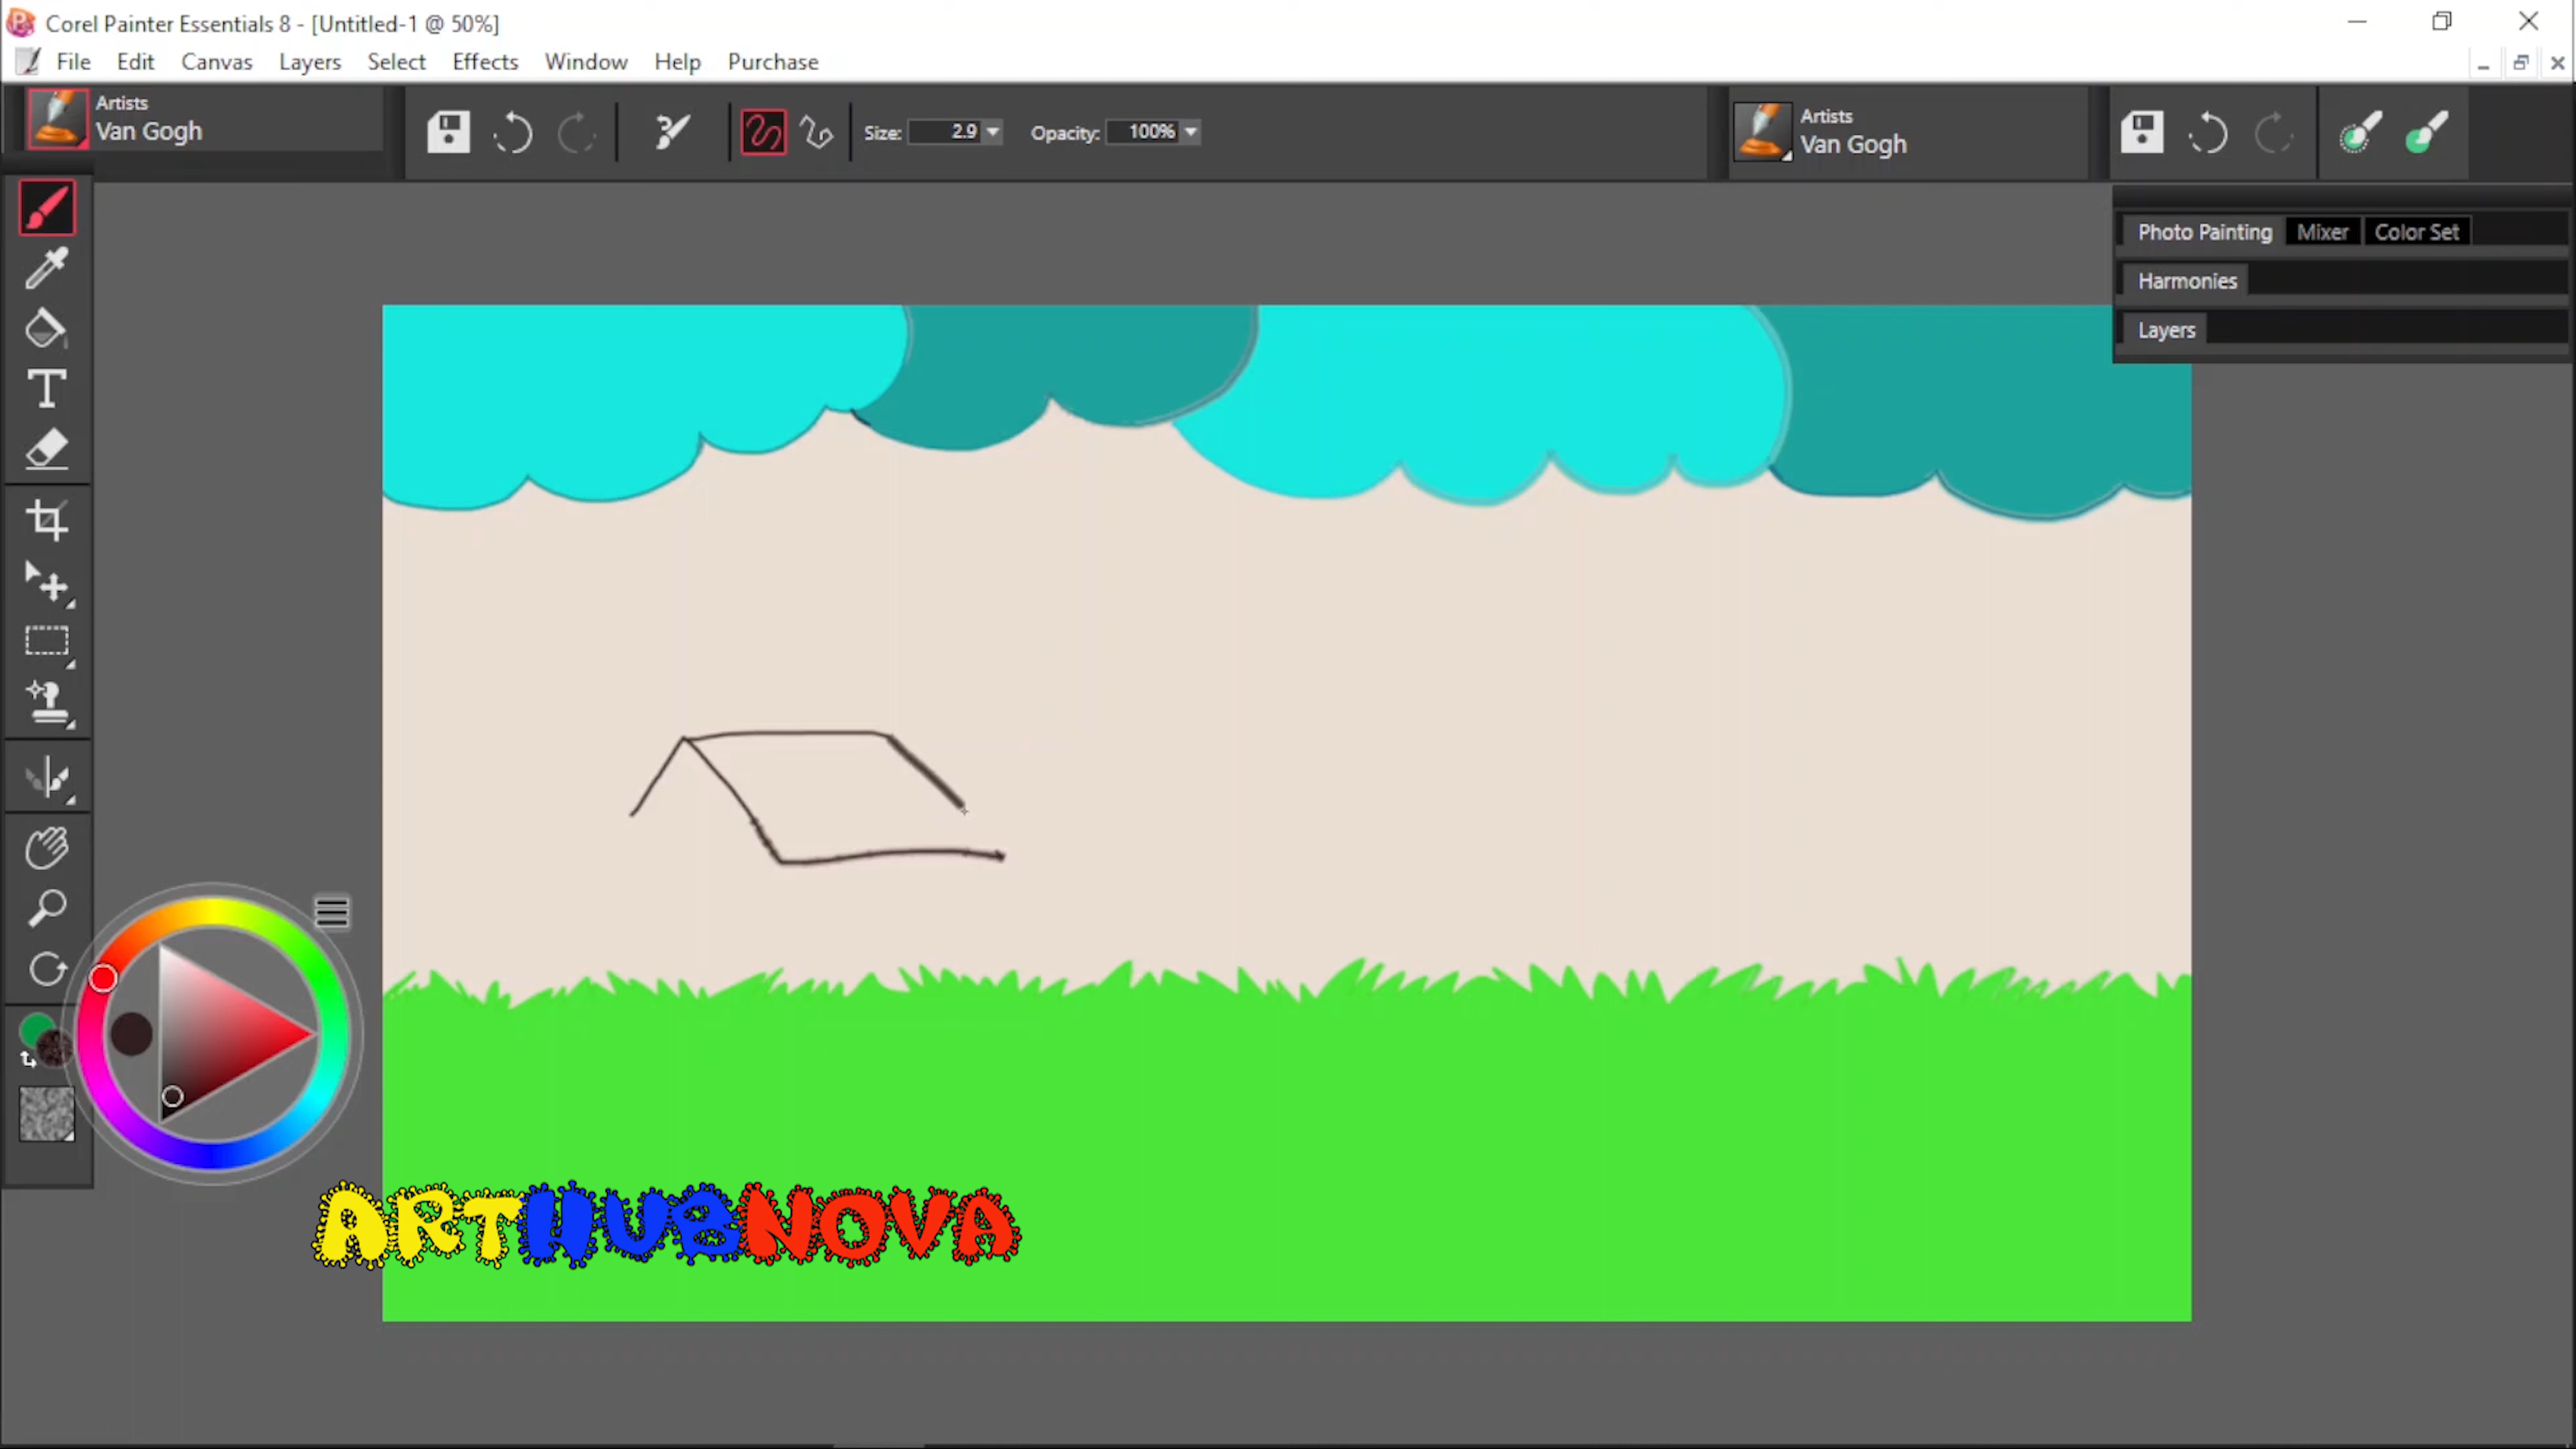 Corel Painter Essentials 8 - [Untitled-1 @ 50%]
File Edit Canvas Layers Select Effects Window Help Purchase
Artists
Van Gogh
Size: 2.9 Opacity: 100%
Artists
Van Gogh
Photo Painting Mixer Color Set
Harmonies
Layers
ARTHUBNOVA